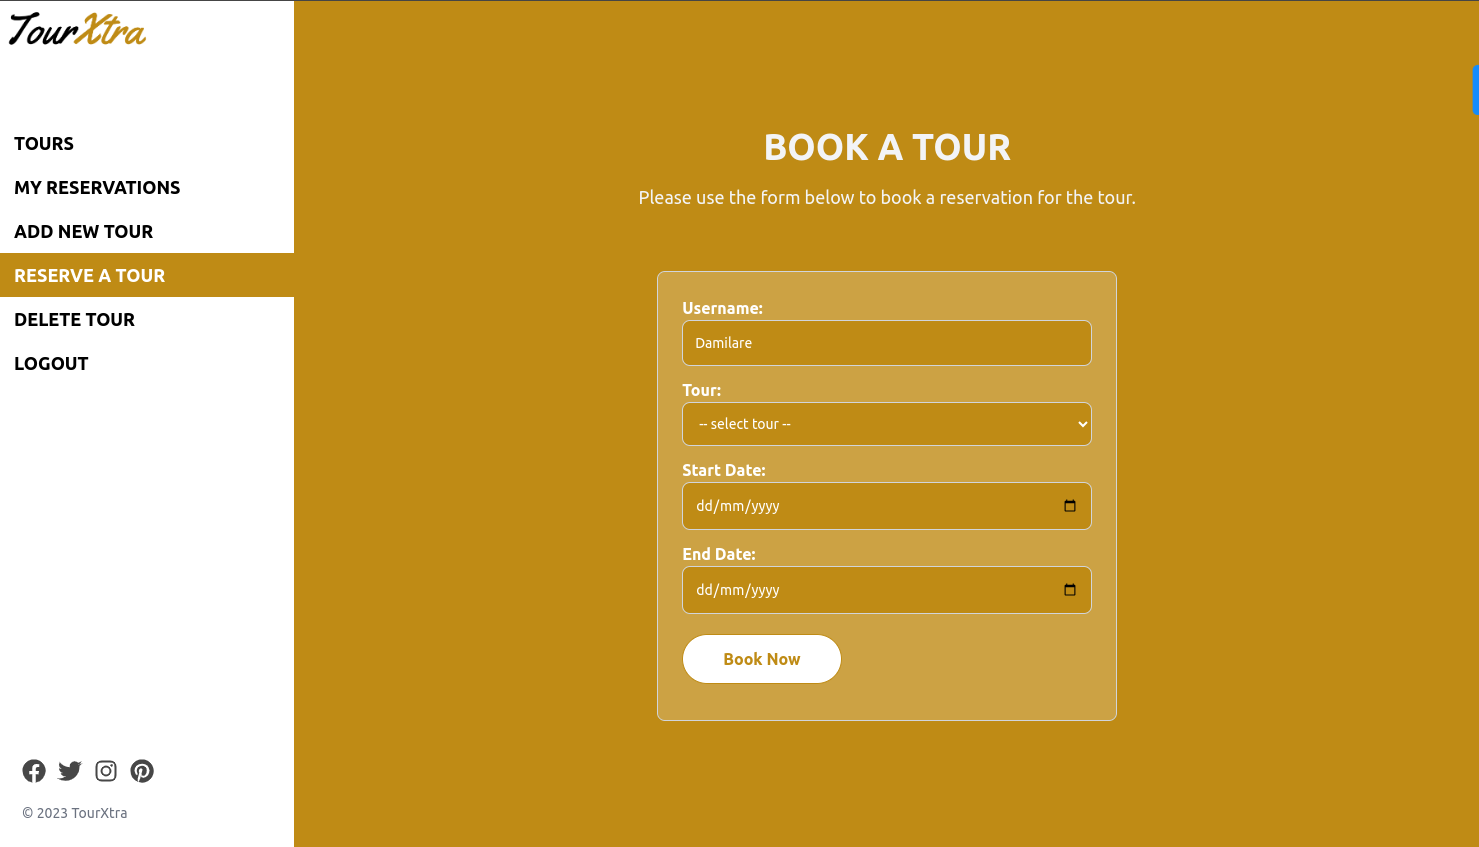 TourXtra
TOURS
MY RESERVATIONS
ADD NEW TOUR
RESERVE A TOUR
DELETE TOUR
LOGOUT
© 2023 TourXtra
BOOK A TOUR
Please use the form below to book a reservation for the tour.
Username:
Damilare
Tour:
-- select tour --
Start Date:
dd/mm/yyyy
End Date:
dd/mm/yyyy
Book Now